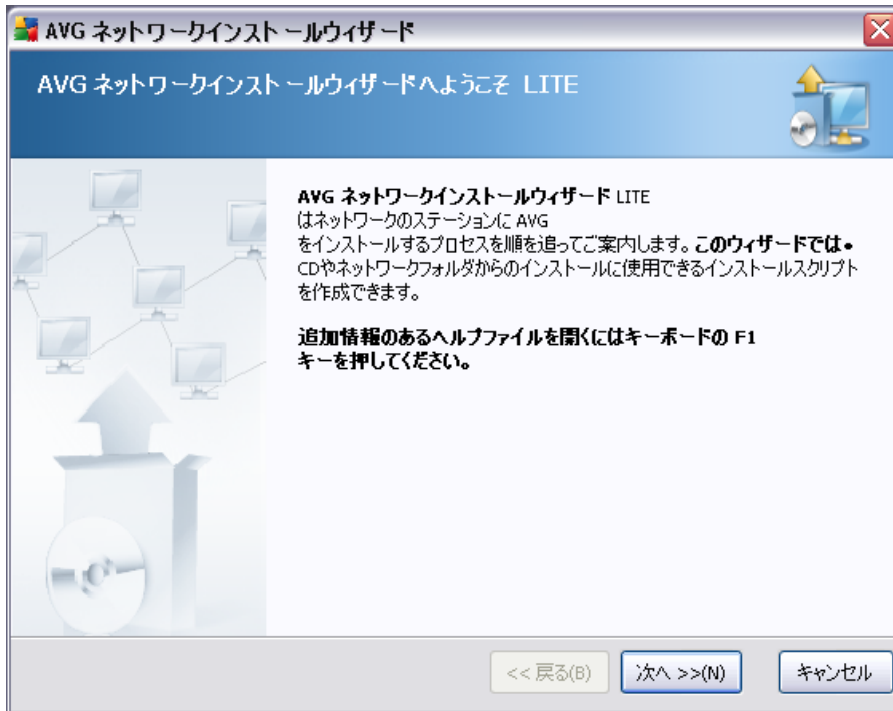 AVG ネットワークインストールウィザード
AVG ネットワークインストールウィザードへようこそ LITE
AVG ネットワークインストールウィザード LITE
はネットワークのステーションに AVG
をインストールするプロセスを順を追ってご案内します。このウィザードでは•
CDやネットワークフォルダからのインストールに使用できるインストールスクリプト
を作成できます。
追加情報のあるヘルプファイルを開くにはキーボードの F1
キーを押してください。
<< 戻る(B)
次へ >>(N)
キャンセル